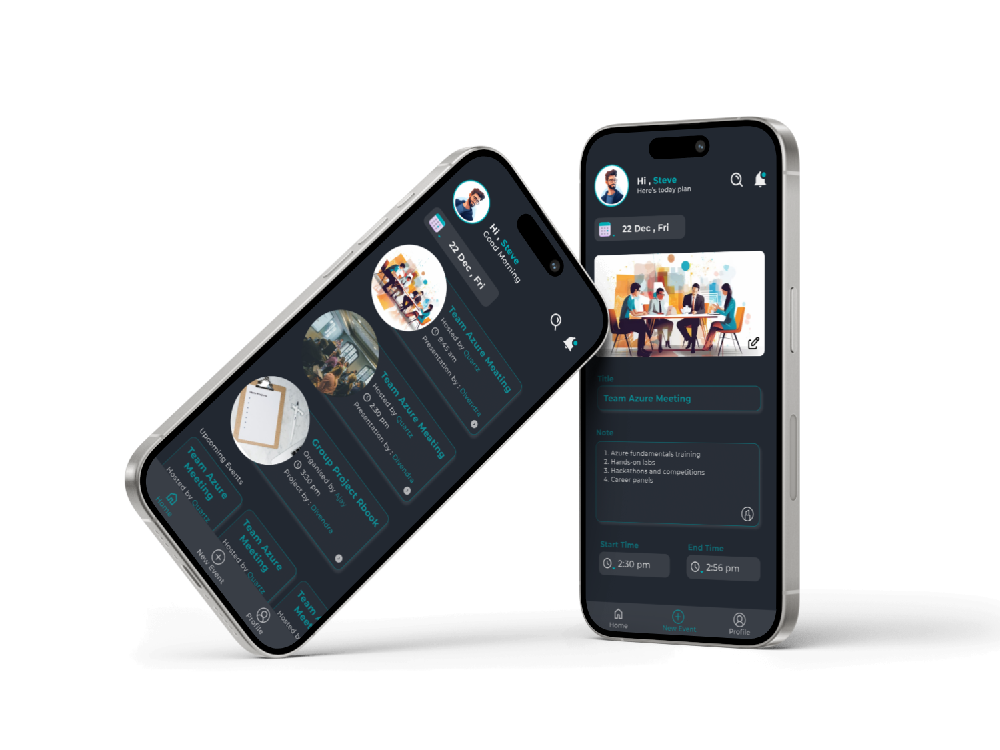 Hi , Steve
Good Morning
22 Dec , Fri
Team Azure Meating
Hosted by Quartz
9:45 am
Presentation by : Divendra
Team Azure Meating
Hosted by Quartz
2:30 pm
Presentation by : Divendra
Group Project Rbook
Organised by Ajay
3:30 pm
Project by : Divendra
Upcoming Events
Team Azure
Meeting
Hosted by Quartz
Team Azure
Meeting
Hosted by Quartz
Team A
Meet
Hosted b
Home
New Event
Profile
Hi , Steve
Here's today plan
22 Dec , Fri
Title
Team Azure Meeting
Note
1. Azure fundamentals training
2. Hands-on labs
3. Hackathons and competitions
4. Career panels
Start Time
End Time
2:30 pm
2:56 pm
Home
New Event
Profile